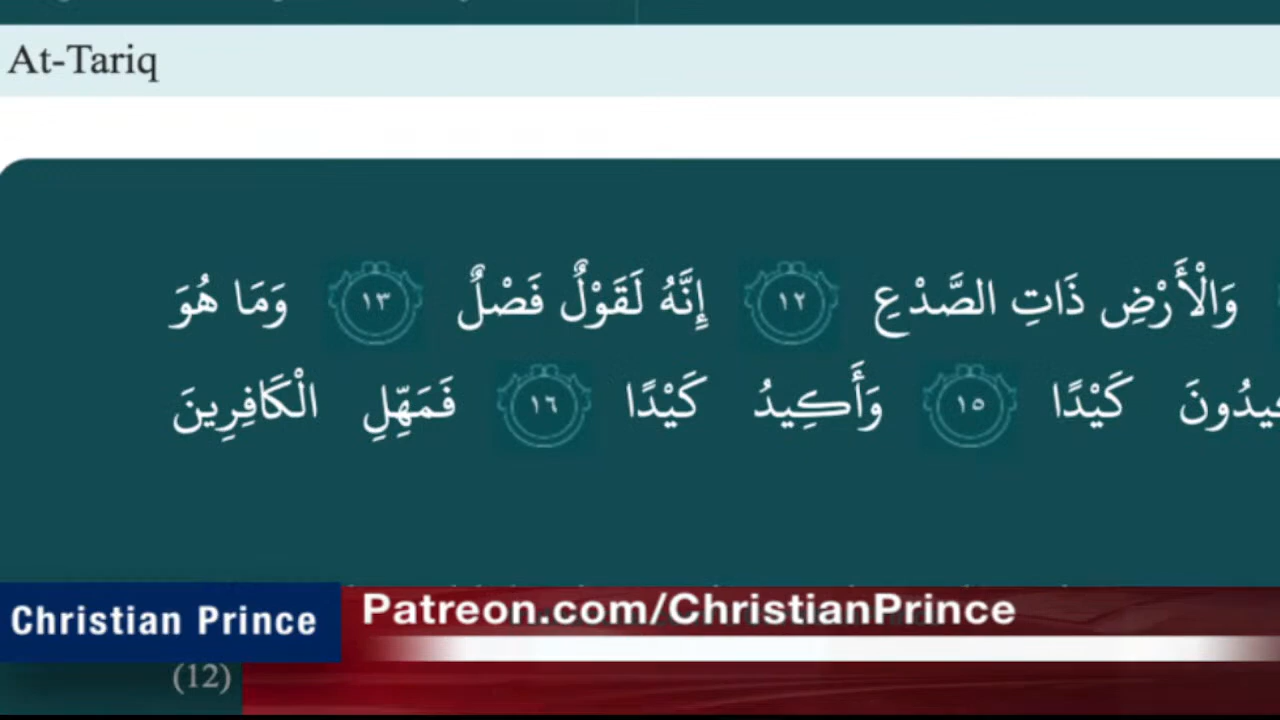 At-Tariq
وَالْأَرْضِ ذَاتِ الصَّدْعِ ١٢ إِنَّهُ لَقَوْلٌ فَصْلٌ ١٣ وَمَا هُوَ
كَيْدًا ١٥ وَأَكِيدُ كَيْدًا ١٦ فَمَهِّلِ الْكَافِرِينَ
Christian Prince
Patreon.com/ChristianPrince
(12)